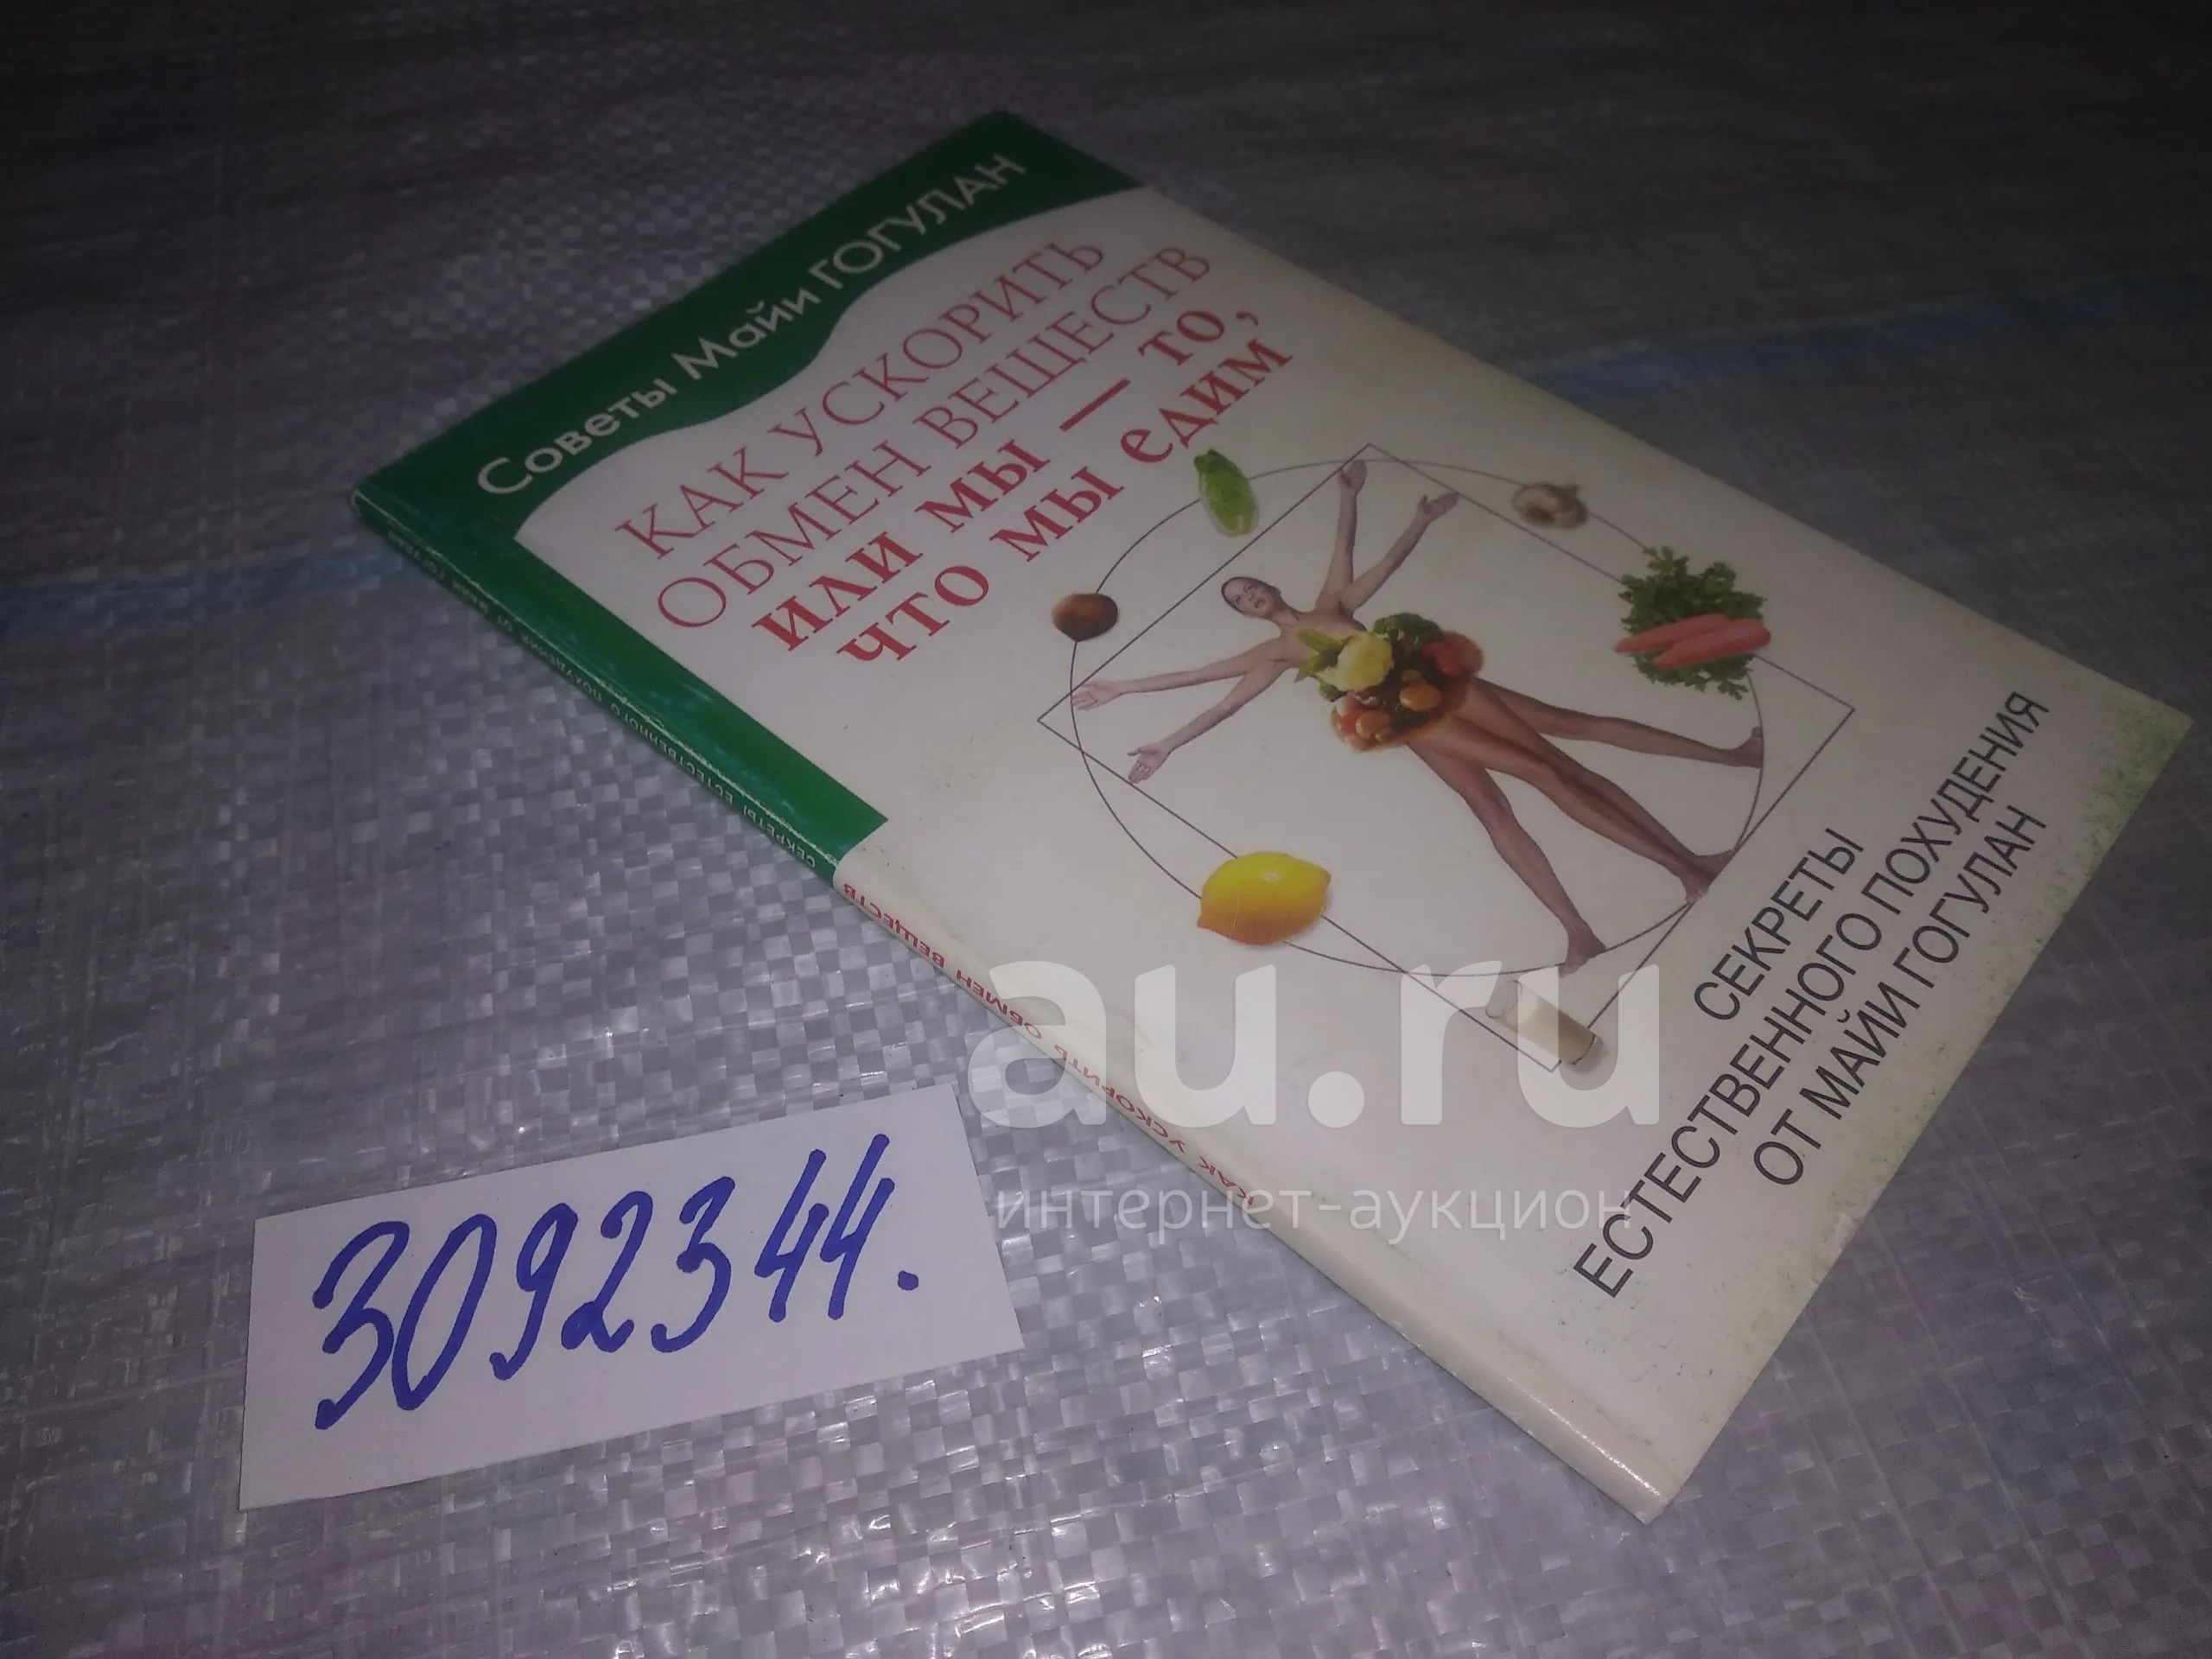 Советы Майи ГОГУЛАН
КАК УСКОРИТЬ
ОБМЕН ВЕЩЕСТВ
ИЛИ МЫ — ТО,
ЧТО МЫ ЕДИМ
СЕКРЕТЫ
ЕСТЕСТВЕННОГО ПОХУДЕНИЯ
ОТ МАЙИ ГОГУЛАН
КАК УСКОРИТЬ ОБМЕН ВЕЩЕСТВ
СЕКРЕТЫ ЕСТЕСТВЕННОГО ПОХУДЕНИЯ ОТ МАЙИ ГОГУЛАН
au.ru
интернет-аукцион
3092344.